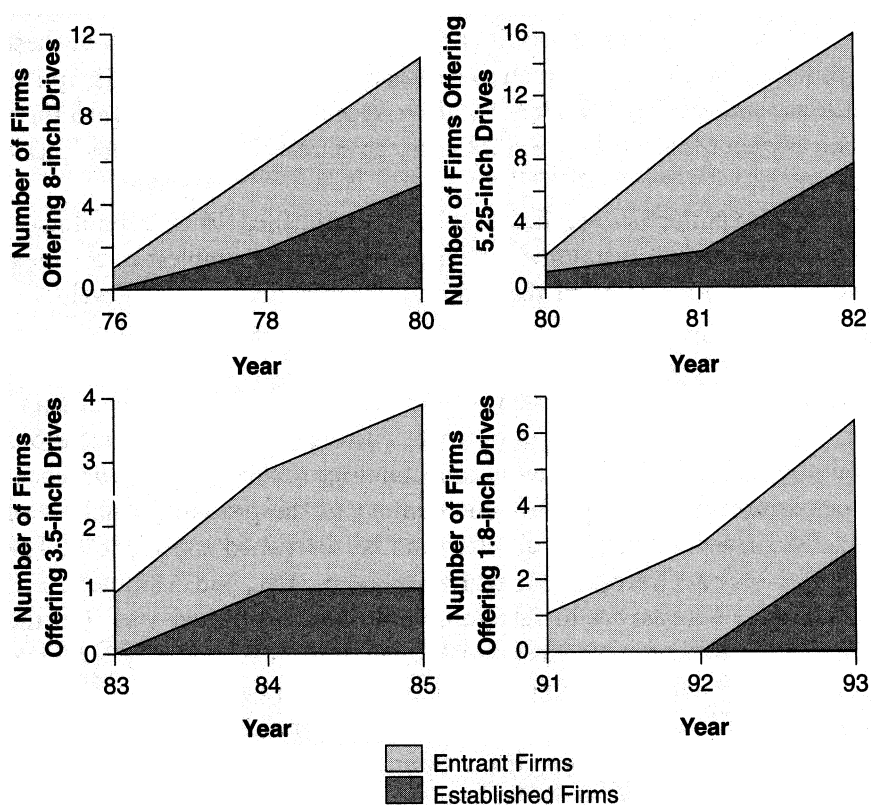 Number of Firms
Offering 8-inch Drives
12
8
4
0
76
78
80
Year
Number of Firms Offering
5.25-inch Drives
16
12
8
4
0
80
81
82
Year
Number of Firms
Offering 3.5-inch Drives
4
3
2
1
0
83
84
85
Year
Number of Firms
Offering 1.8-inch Drives
6
4
2
0
91
92
93
Year
Entrant Firms
Established Firms